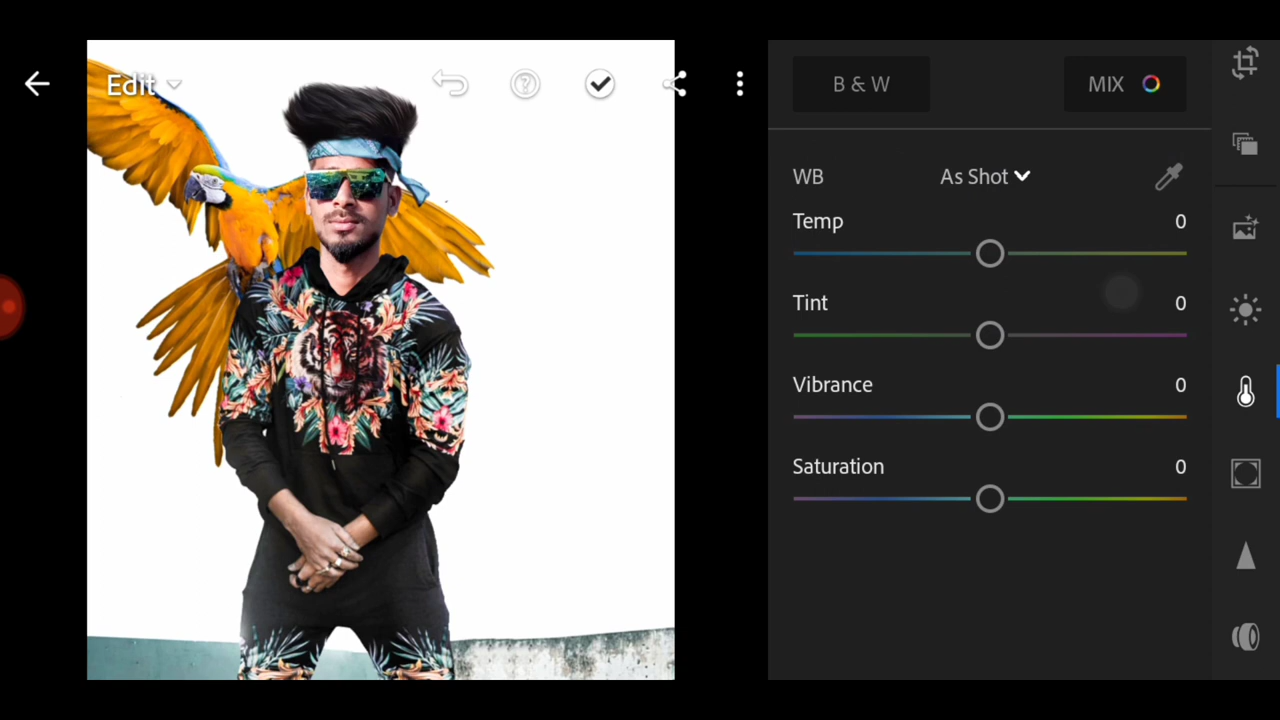 Edit
B & W
MIX
WB
As Shot
Temp
0
Tint
0
Vibrance
0
Saturation
0